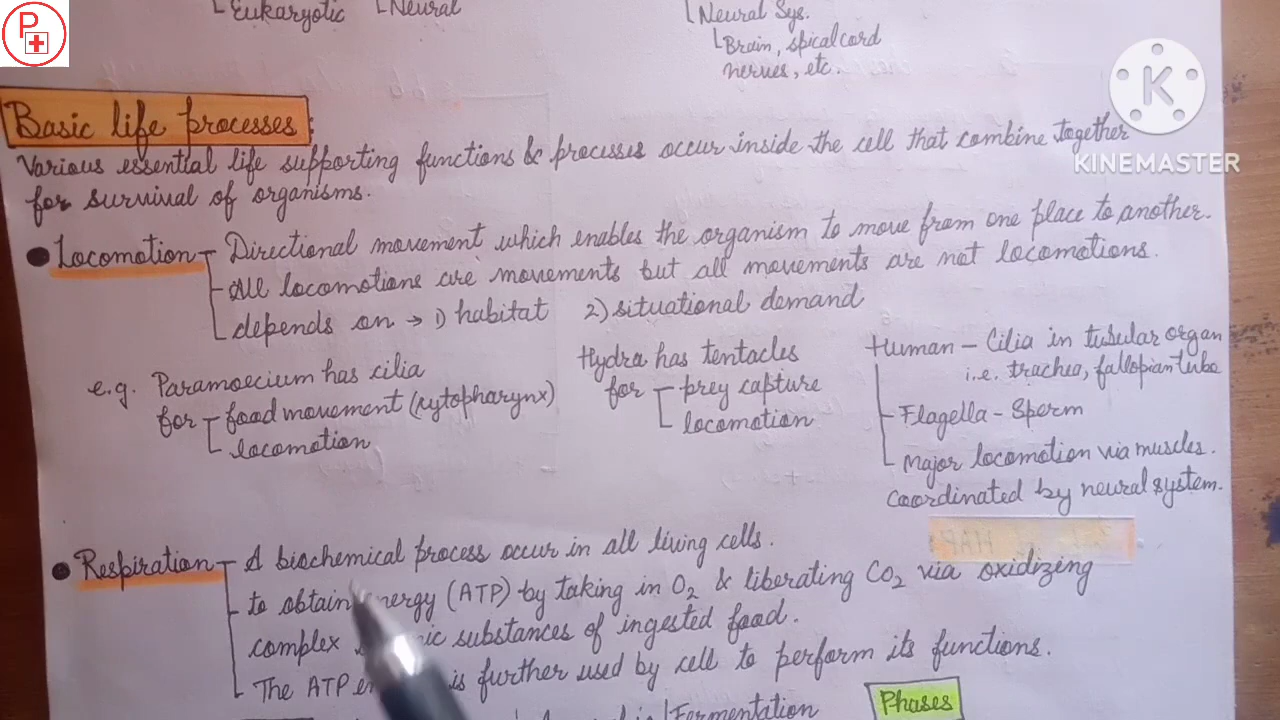 P
Eukaryotic
Neural
Neural Sys.
Brain, spical cord
nerves, etc.
K
KINEMASTER
Basic life processes:
Various essential life supporting functions & processes occur inside the cell that combine together
for survival of organisms.
Locomotion - Directional movement which enables the organism to move from one place to another.
All locomotions are movements but all movements are not locomotions.
depends on → 1) habitat 2) situational demand
e.g. Paramoecium has cilia
for - food movement (cytopharynx)
locomotion
Hydra has tentacles
for - prey capture
locomotion
Human - Cilia in tubular organ
i.e. trachea, fallopian tube
Flagella - Sperm
Major locomotion via muscles.
coordinated by neural system.
Respiration - A biochemical process occur in all living cells.
to obtain energy (ATP) by taking in O2 & liberating CO2 via oxidizing
complex substances of ingested food.
The ATP is further used by cell to perform its functions.
Fermentation
Phases